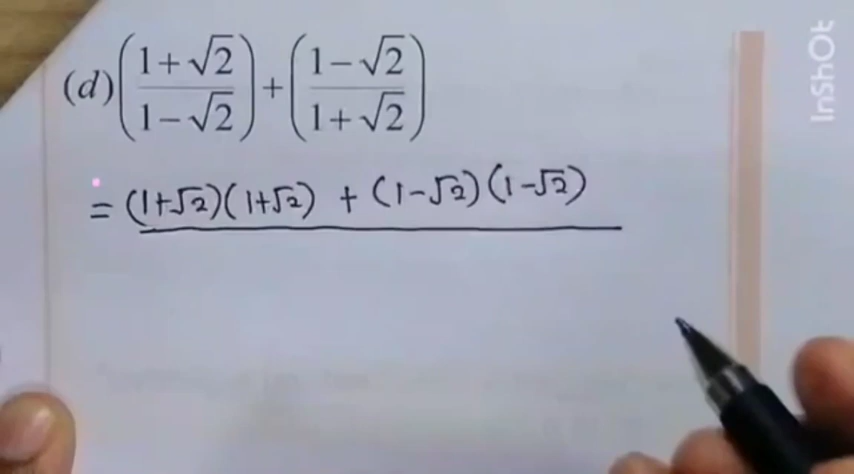 (d) (1+√2 / 1−√2) + (1−√2 / 1+√2)
= (1+√2)(1+√2) + (1−√2)(1−√2)
InShOt